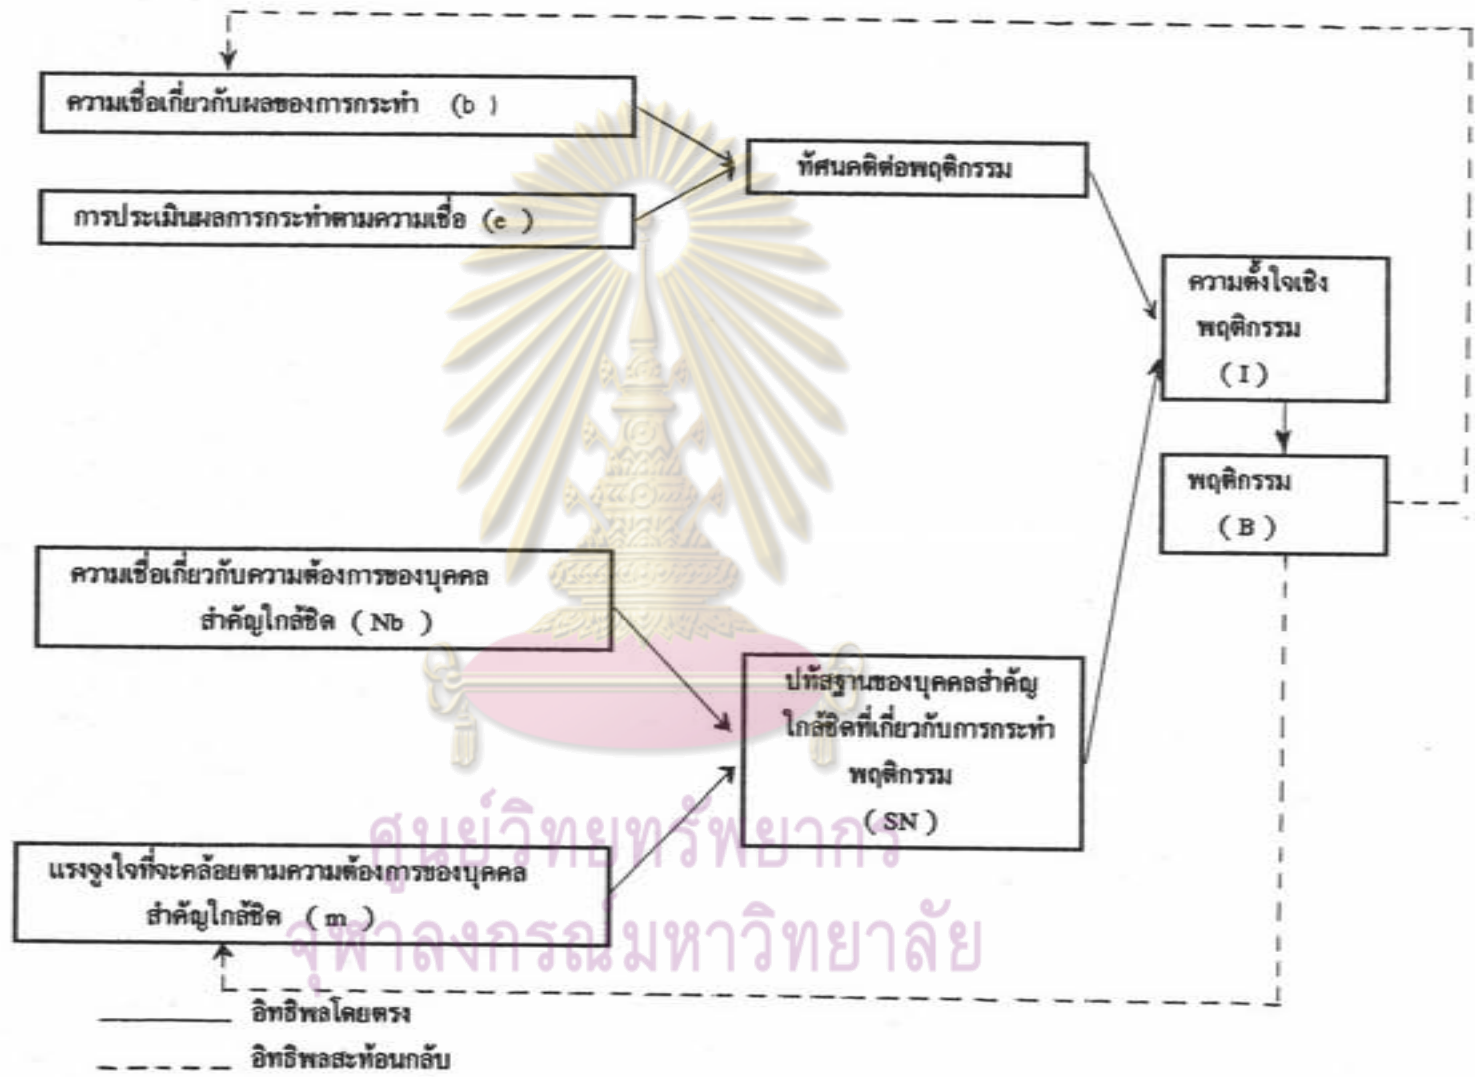 ความเชื่อเกี่ยวกับผลของการกระทำ (b )
ทัศนคติต่อพฤติกรรม
การประเมินผลการกระทำตามความเชื่อ (e )
ความตั้งใจเชิง
พฤติกรรม
( I )
พฤติกรรม
( B )
ความเชื่อเกี่ยวกับความต้องการของบุคคล
สำคัญใกล้ชิด ( Nb )
ปทัสฐานของบุคคลสำคัญ
ใกล้ชิดที่เกี่ยวกับการกระทำ
พฤติกรรม
( SN )
แรงจูงใจที่จะคล้อยตามความต้องการของบุคคล
สำคัญใกล้ชิด ( m )
ศูนย์วิทยทรัพยากร
จุฬาลงกรณ์มหาวิทยาลัย
อิทธิพลโดยตรง
อิทธิพลสะท้อนกลับ